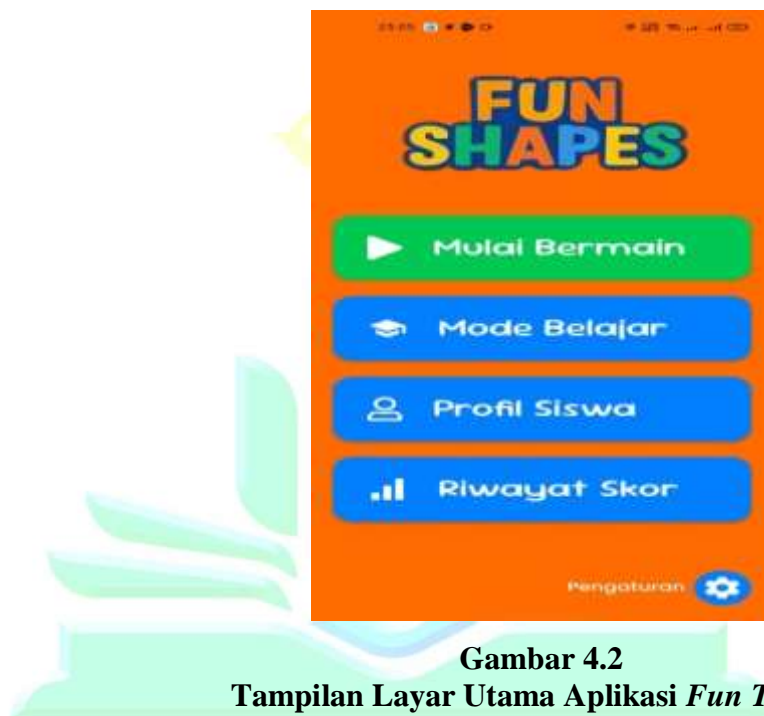 FUN
SHAPES
Mulai Bermain
Mode Belajar
Profil Siswa
Riwayat Skor
Pengaturan
Gambar 4.2
Tampilan Layar Utama Aplikasi Fun T